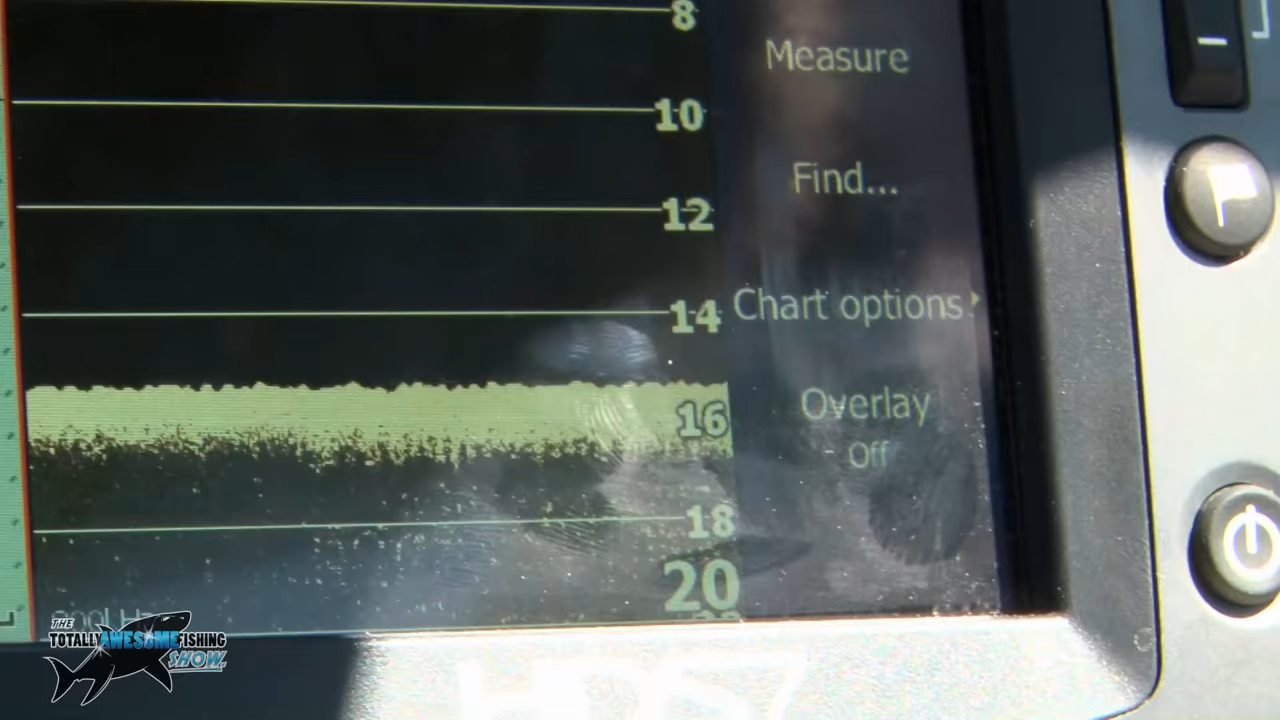 8
Measure
10
Find...
12
14
Chart options
16
Overlay
Off
18
20
THE
TOTALLY AWESOME FISHING
SHOW.